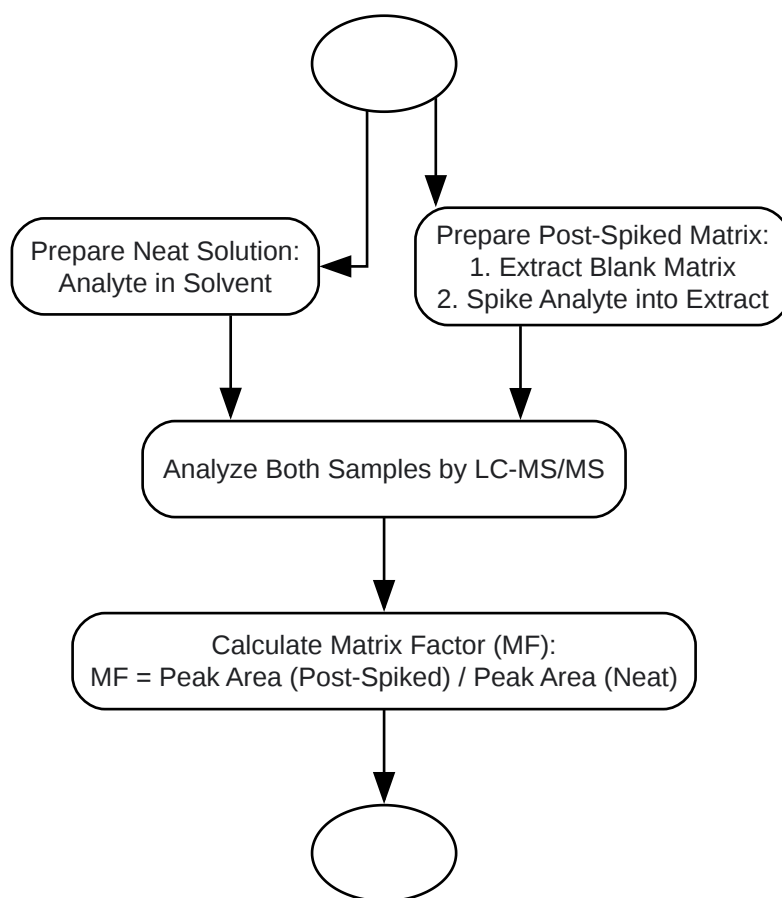 Prepare Neat Solution:
Analyte in Solvent
Prepare Post-Spiked Matrix:
1. Extract Blank Matrix
2. Spike Analyte into Extract
Analyze Both Samples by LC-MS/MS
Calculate Matrix Factor (MF):
MF = Peak Area (Post-Spiked) / Peak Area (Neat)